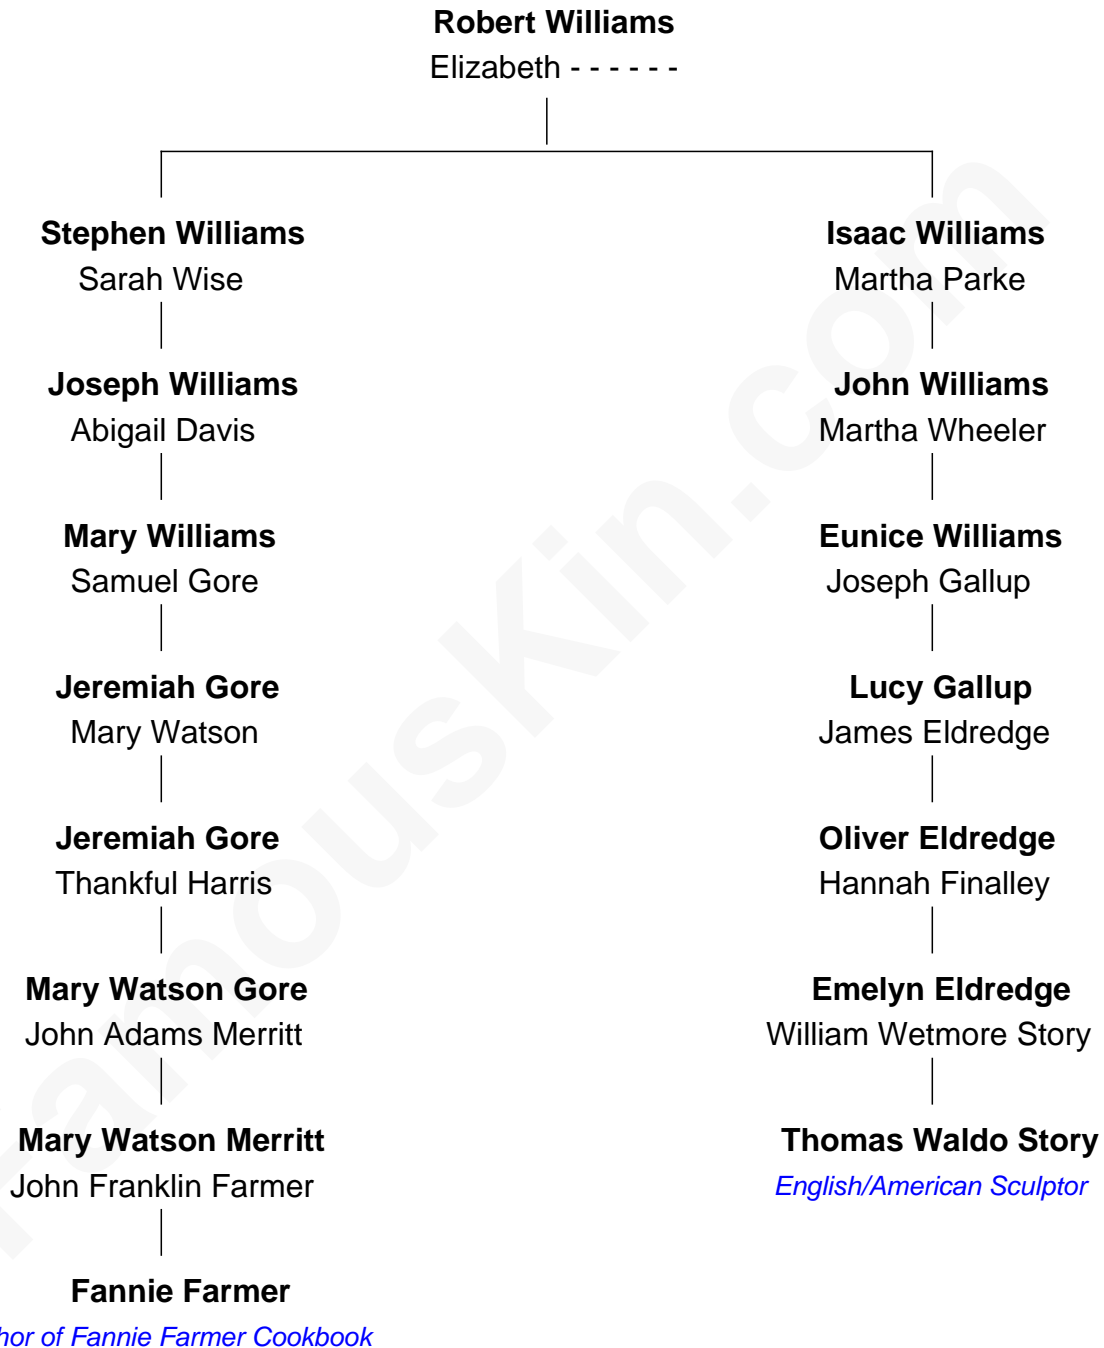 Robert Williams
Elizabeth - - - - - -
Stephen Williams
Sarah Wise
Joseph Williams
Abigail Davis
Mary Williams
Samuel Gore
Jeremiah Gore
Mary Watson
Jeremiah Gore
Thankful Harris
Mary Watson Gore
John Adams Merritt
Mary Watson Merritt
John Franklin Farmer
Fannie Farmer
hor of Fannie Farmer Cookbook
Isaac Williams
Martha Parke
John Williams
Martha Wheeler
Eunice Williams
Joseph Gallup
Lucy Gallup
James Eldredge
Oliver Eldredge
Hannah Finalley
Emelyn Eldredge
William Wetmore Story
Thomas Waldo Story
English/American Sculptor
FamousKin.com